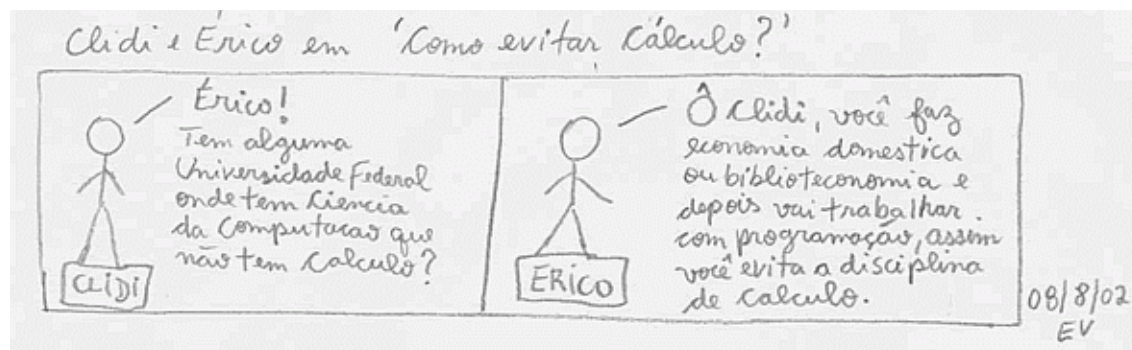 Clidi e Érico em 'Como evitar Cálculo?'
Érico!
Tem alguma
Universidade Federal
onde tem Ciencia
da Computacao que
não tem Calculo?
CLIDI
Ô Clidi, você faz
economia domestica
ou biblioteconomia e
depois vai trabalhar.
com programação, assim
você evita a disciplina
de calculo.
ERICO
08/8/02
EV